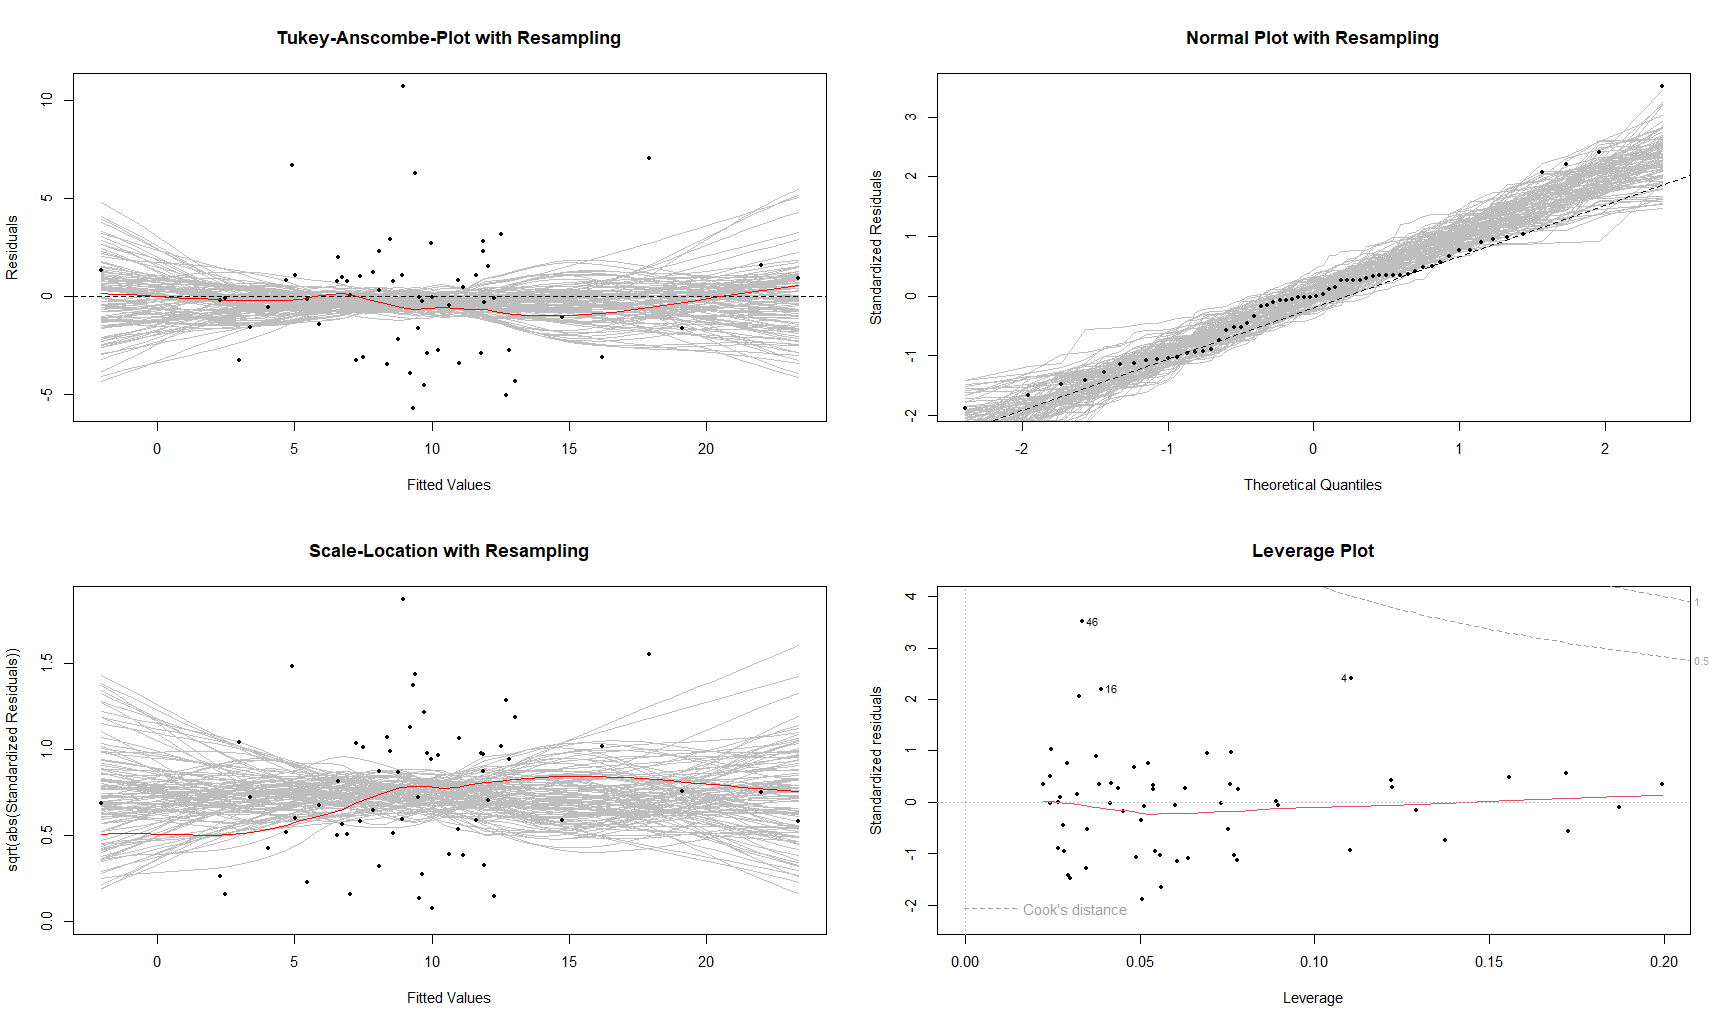 Tukey-Anscombe-Plot with Resampling
Residuals
10
5
0
-5
0 5 10 15 20
Fitted Values
Normal Plot with Resampling
Standardized Residuals
3
2
1
0
-1
-2
-2 -1 0 1 2
Theoretical Quantiles
Scale-Location with Resampling
sqrt(abs(Standardized Residuals))
1.5
1.0
0.5
0.0
0 5 10 15 20
Fitted Values
Leverage Plot
Standardized residuals
4
3
2
1
0
-1
-2
46
16
4
1
0.5
Cook's distance
0.00 0.05 0.10 0.15 0.20
Leverage